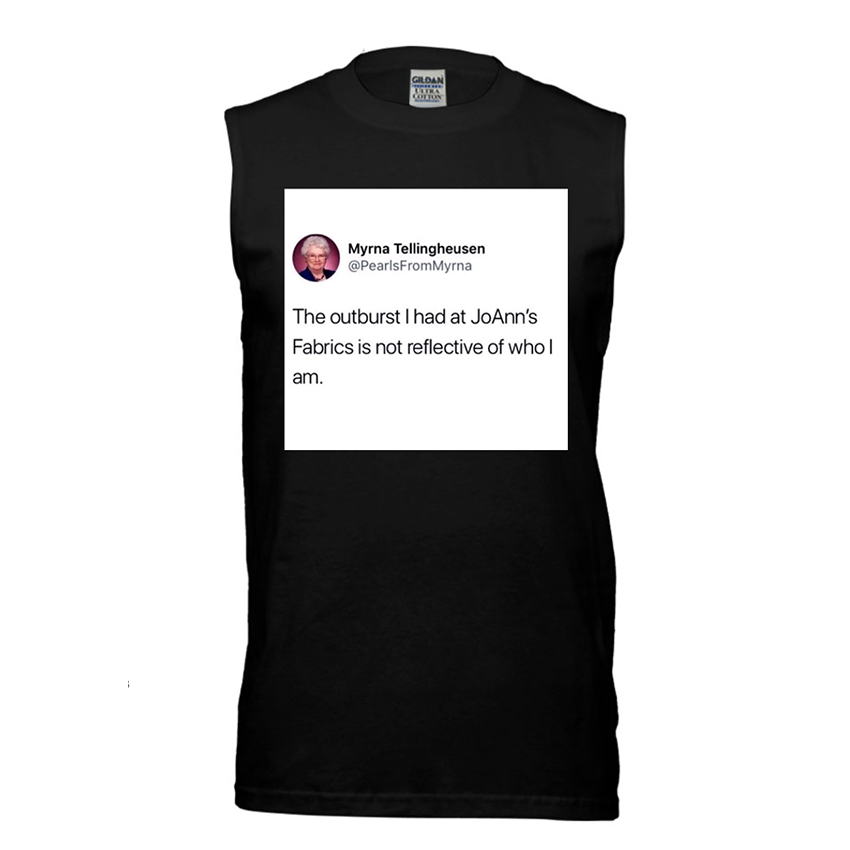 GILDAN
ULTRA
COTTON
Myrna Tellingheusen
@PearlsFromMyrna
The outburst I had at JoAnn's
Fabrics is not reflective of who I
am.